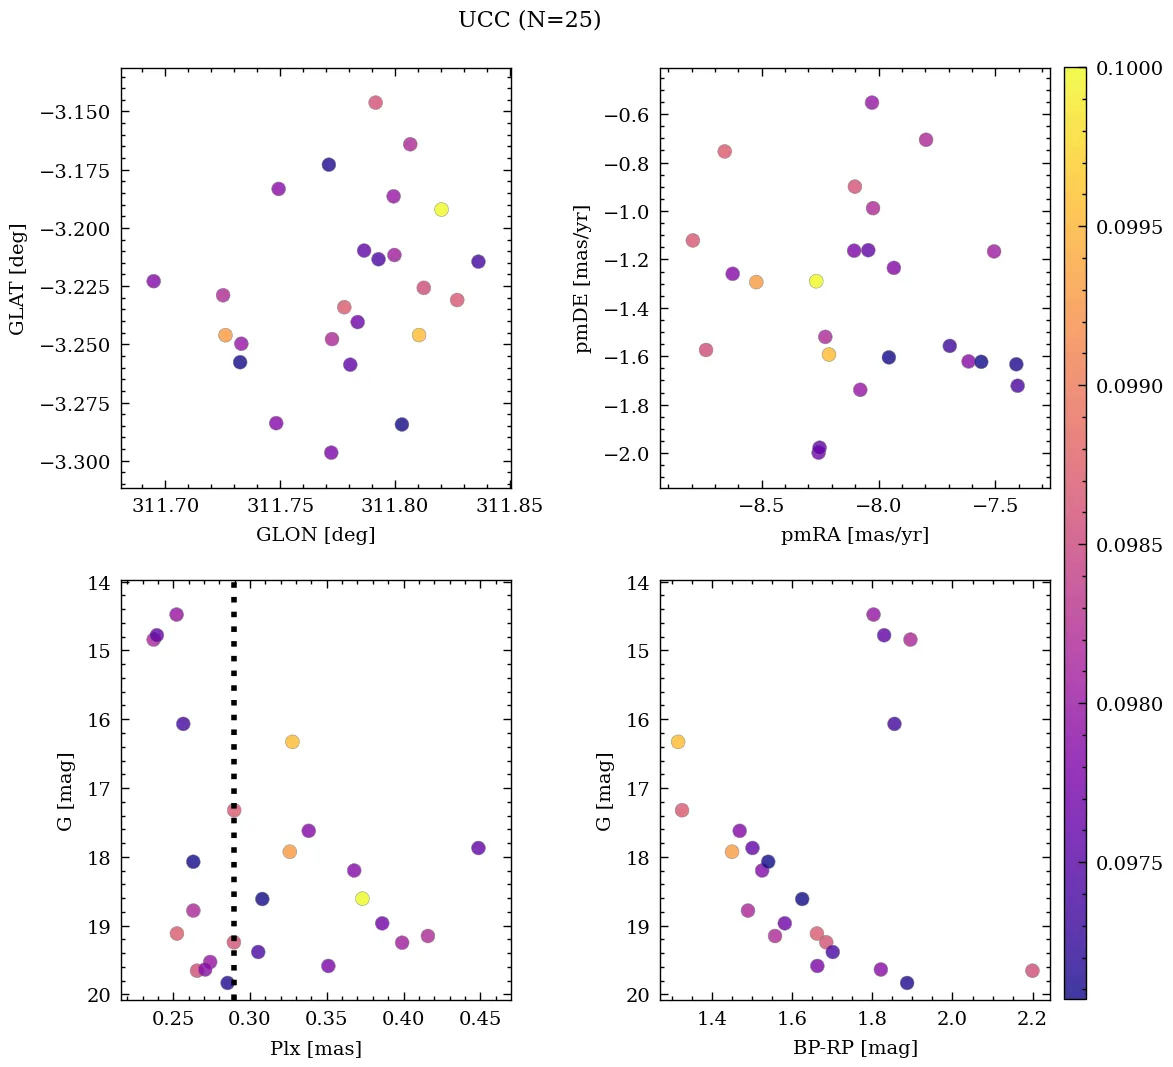 UCC (N=25)
−3.150
−3.175
−3.200
−3.225
−3.250
−3.275
−3.300
GLAT [deg]
311.70 311.75 311.80 311.85
GLON [deg]
−0.6
−0.8
−1.0
−1.2
−1.4
−1.6
−1.8
−2.0
pmDE [mas/yr]
−8.5 −8.0 −7.5
pmRA [mas/yr]
0.1000
0.0995
0.0990
0.0985
0.0980
0.0975
14
15
16
17
18
19
20
G [mag]
0.25 0.30 0.35 0.40 0.45
Plx [mas]
14
15
16
17
18
19
20
G [mag]
1.4 1.6 1.8 2.0 2.2
BP-RP [mag]